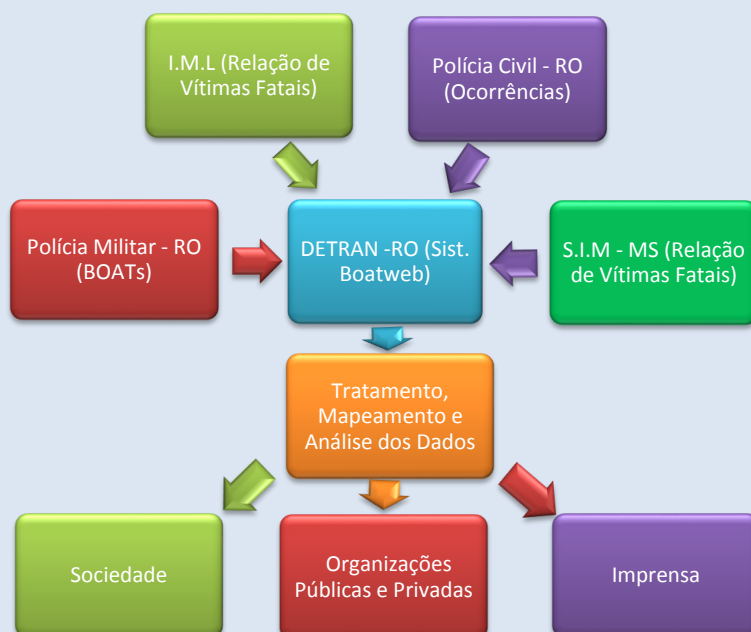 I.M.L (Relação de
Vítimas Fatais)
Polícia Civil - RO
(Ocorrências)
Polícia Militar - RO
(BOATs)
DETRAN -RO (Sist.
Boatweb)
S.I.M - MS (Relação
de Vítimas Fatais)
Tratamento,
Mapeamento e
Análise dos Dados
Sociedade
Organizações
Públicas e Privadas
Imprensa